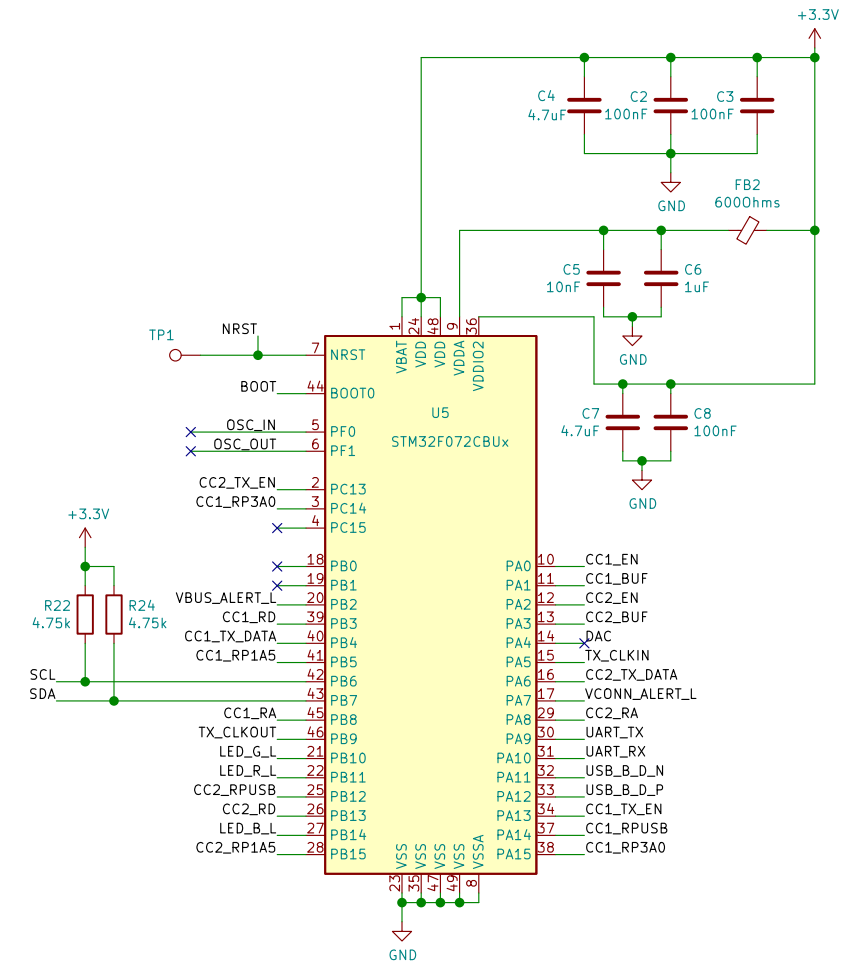 +3.3V
C4
4.7uF
C2
100nF
C3
100nF
GND
FB2
600Ohms
C5
10nF
C6
1uF
GND
C7
4.7uF
C8
100nF
GND
TP1
NRST
1 VBAT
24 VDD
48 VDD
9 VDDA
36 VDDIO2
U5
STM32F072CBUx
7 NRST
BOOT 44 BOOT0
OSC_IN 5 PF0
OSC_OUT 6 PF1
CC2_TX_EN 2 PC13
CC1_RP3A0 3 PC14
4 PC15
+3.3V
R22
4.75k
R24
4.75k
18 PB0
19 PB1
VBUS_ALERT_L 20 PB2
CC1_RD 39 PB3
CC1_TX_DATA 40 PB4
CC1_RP1A5 41 PB5
SCL 42 PB6
SDA 43 PB7
CC1_RA 45 PB8
TX_CLKOUT 46 PB9
LED_G_L 21 PB10
LED_R_L 22 PB11
CC2_RPUSB 25 PB12
CC2_RD 26 PB13
LED_B_L 27 PB14
CC2_RP1A5 28 PB15
PA0 10 CC1_EN
PA1 11 CC1_BUF
PA2 12 CC2_EN
PA3 13 CC2_BUF
PA4 14 DAC
PA5 15 TX_CLKIN
PA6 16 CC2_TX_DATA
PA7 17 VCONN_ALERT_L
PA8 29 CC2_RA
PA9 30 UART_TX
PA10 31 UART_RX
PA11 32 USB_B_D_N
PA12 33 USB_B_D_P
PA13 34 CC1_TX_EN
PA14 37 CC1_RPUSB
PA15 38 CC1_RP3A0
VSS 23
VSS 35
VSS 47
VSS 49
VSSA 8
GND